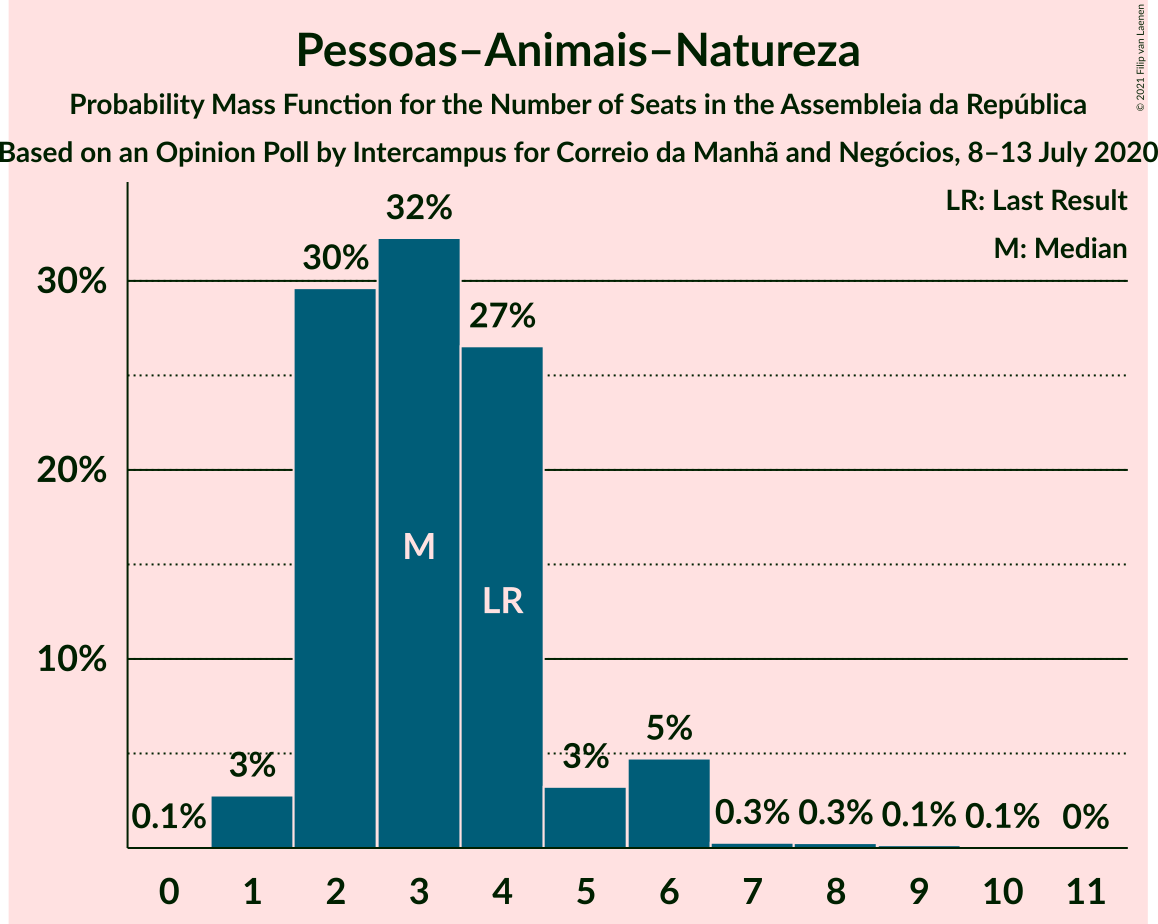 Pessoas–Animais–Natureza
Probability Mass Function for the Number of Seats in the Assembleia da República
Based on an Opinion Poll by Intercampus for Correio da Manhã and Negócios, 8–13 July 2020
© 2021 Filip van Laenen
LR: Last Result
M: Median
30%
20%
10%
0.1%
3%
30%
32%
27%
3%
5%
0.3%
0.3%
0.1%
0.1%
0%
M
LR
0 1 2 3 4 5 6 7 8 9 10 11